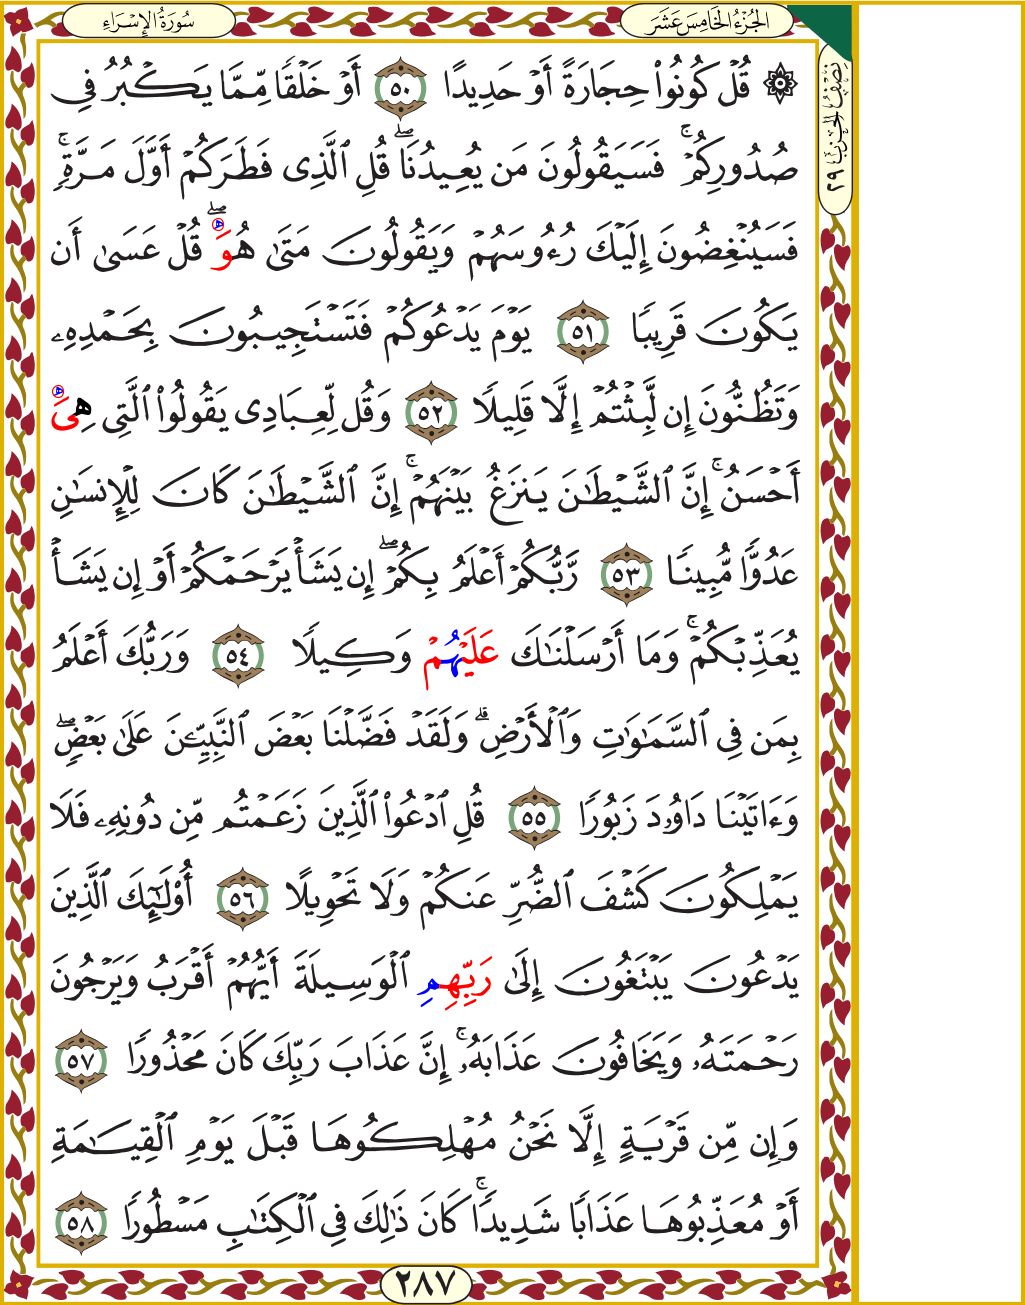 سُورَةُ الإِسْرَاءِ
الجُزْءُ الخَامِسَ عَشَرَ
نِصْفُ الحِزْبِ ٢٩
۞ قُلْ كُونُوا۟ حِجَارَةً أَوْ حَدِيدًا ٥٠ أَوْ خَلْقًا مِّمَّا يَكْبُرُ فِى
صُدُورِكُمْ ۚ فَسَيَقُولُونَ مَن يُعِيدُنَا ۖ قُلِ ٱلَّذِى فَطَرَكُمْ أَوَّلَ مَرَّةٍ ۚ
فَسَيُنْغِضُونَ إِلَيْكَ رُءُوسَهُمْ وَيَقُولُونَ مَتَىٰ هُوَ ۖ قُلْ عَسَىٰ أَن
يَكُونَ قَرِيبًا ٥١ يَوْمَ يَدْعُوكُمْ فَتَسْتَجِيبُونَ بِحَمْدِهِۦ
وَتَظُنُّونَ إِن لَّبِثْتُمْ إِلَّا قَلِيلًا ٥٢ وَقُل لِّعِبَادِى يَقُولُوا۟ ٱلَّتِى هِىَ
أَحْسَنُ ۚ إِنَّ ٱلشَّيْطَٰنَ يَنزَغُ بَيْنَهُمْ ۚ إِنَّ ٱلشَّيْطَٰنَ كَانَ لِلْإِنسَٰنِ
عَدُوًّا مُّبِينًا ٥٣ رَّبُّكُمْ أَعْلَمُ بِكُمْ ۖ إِن يَشَأْ يَرْحَمْكُمْ أَوْ إِن يَشَأْ
يُعَذِّبْكُمْ ۚ وَمَا أَرْسَلْنَٰكَ عَلَيْهُمْ وَكِيلًا ٥٤ وَرَبُّكَ أَعْلَمُ
بِمَن فِى ٱلسَّمَٰوَٰتِ وَٱلْأَرْضِ ۗ وَلَقَدْ فَضَّلْنَا بَعْضَ ٱلنَّبِيِّـۧنَ عَلَىٰ بَعْضٍ ۖ
وَءَاتَيْنَا دَاوُۥدَ زَبُورًا ٥٥ قُلِ ٱدْعُوا۟ ٱلَّذِينَ زَعَمْتُم مِّن دُونِهِۦ فَلَا
يَمْلِكُونَ كَشْفَ ٱلضُّرِّ عَنكُمْ وَلَا تَحْوِيلًا ٥٦ أُو۟لَٰٓئِكَ ٱلَّذِينَ
يَدْعُونَ يَبْتَغُونَ إِلَىٰ رَبِّهِمِ ٱلْوَسِيلَةَ أَيُّهُمْ أَقْرَبُ وَيَرْجُونَ
رَحْمَتَهُۥ وَيَخَافُونَ عَذَابَهُۥ ۚ إِنَّ عَذَابَ رَبِّكَ كَانَ مَحْذُورًا ٥٧
وَإِن مِّن قَرْيَةٍ إِلَّا نَحْنُ مُهْلِكُوهَا قَبْلَ يَوْمِ ٱلْقِيَٰمَةِ
أَوْ مُعَذِّبُوهَا عَذَابًا شَدِيدًا ۚ كَانَ ذَٰلِكَ فِى ٱلْكِتَٰبِ مَسْطُورًا ٥٨
٢٨٧